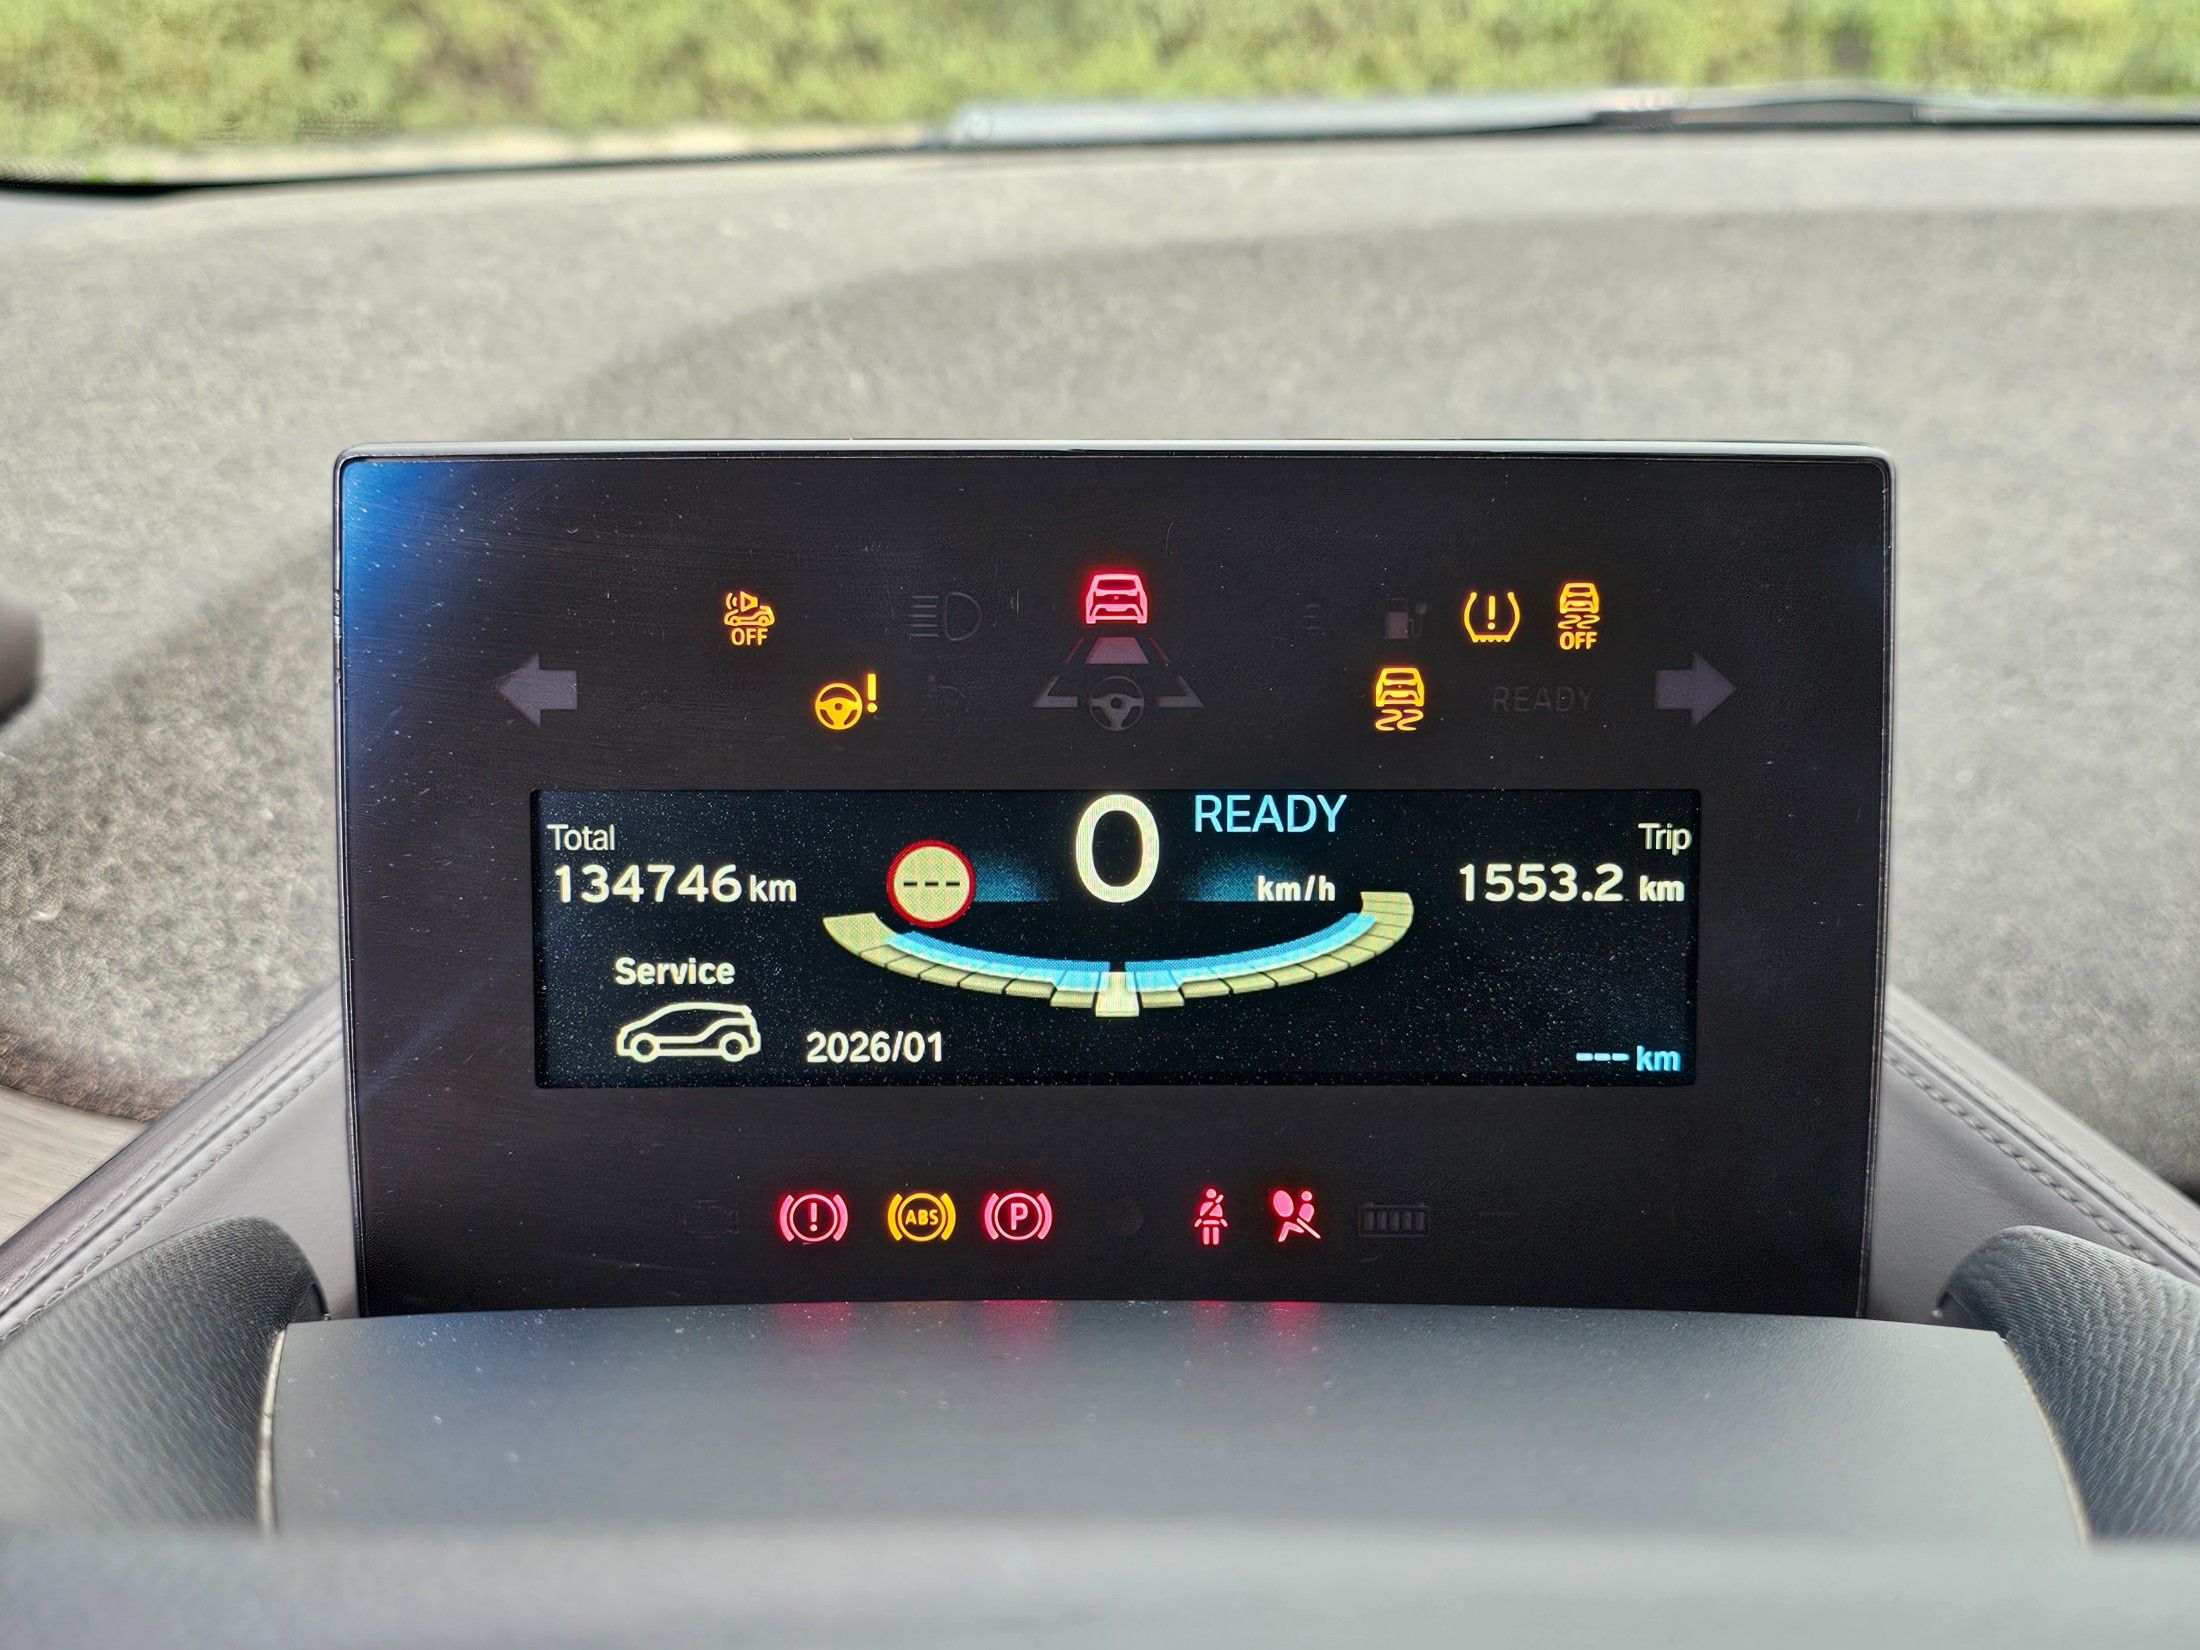 OFF
OFF
READY
0 READY
Total
134746 km
---
km/h
Trip
1553.2 km
Service
2026/01
--- km
!
ABS
P